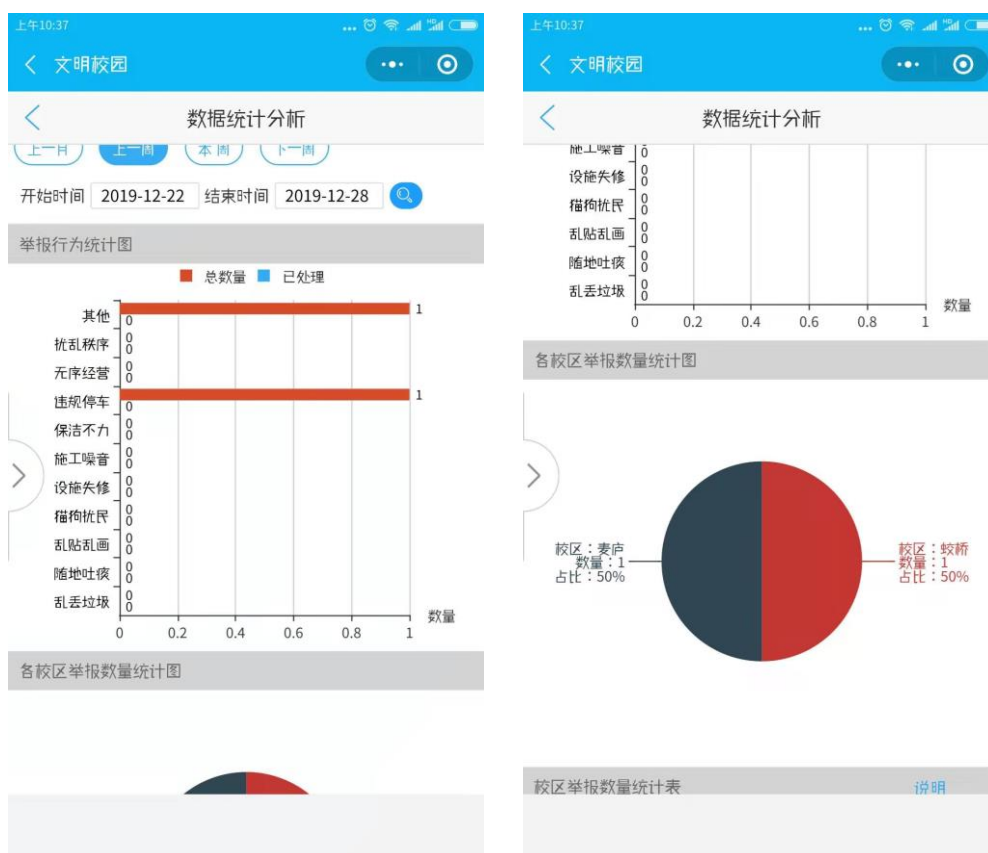 上午10:37
文明校园
数据统计分析
上一月 上一周 本周 下一周
开始时间 2019-12-22 结束时间 2019-12-28
举报行为统计图
总数量 已处理
其他 1
0
扰乱秩序 0
0
无序经营 0
0
违规停车 1
0
保洁不力 0
0
施工噪音 0
0
设施失修 0
0
猫狗扰民 0
0
乱贴乱画 0
0
随地吐痰 0
0
乱丢垃圾 0
0
数量
0 0.2 0.4 0.6 0.8 1
各校区举报数量统计图
上午10:37
文明校园
数据统计分析
施工噪音 0
0
设施失修 0
0
猫狗扰民 0
0
乱贴乱画 0
0
随地吐痰 0
0
乱丢垃圾 0
0
数量
0 0.2 0.4 0.6 0.8 1
各校区举报数量统计图
校区：麦庐
数量：1
占比：50%
校区：蛟桥
数量：1
占比：50%
校区举报数量统计表 说明